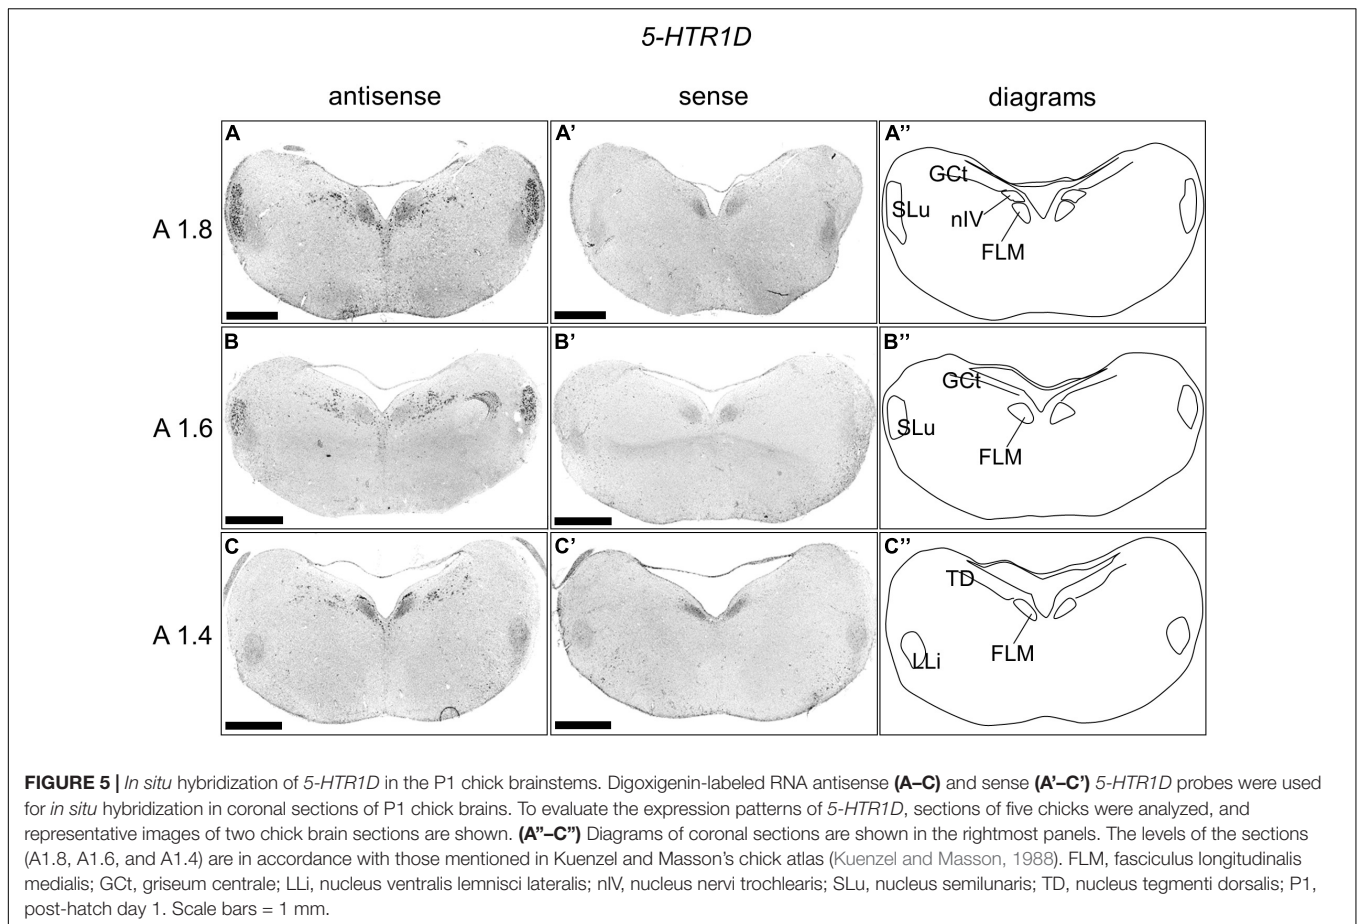 5-HTR1D
antisense sense diagrams
A 1.8
A A’ A’’
GCt
SLu
nIV
FLM
A 1.6
B B’ B’’
GCt
SLu
FLM
A 1.4
C C’ C’’
TD
LLi
FLM
FIGURE 5 | In situ hybridization of 5-HTR1D in the P1 chick brainstems. Digoxigenin-labeled RNA antisense (A–C) and sense (A’–C’) 5-HTR1D probes were used
for in situ hybridization in coronal sections of P1 chick brains. To evaluate the expression patterns of 5-HTR1D, sections of five chicks were analyzed, and
representative images of two chick brain sections are shown. (A”–C”) Diagrams of coronal sections are shown in the rightmost panels. The levels of the sections
(A1.8, A1.6, and A1.4) are in accordance with those mentioned in Kuenzel and Masson’s chick atlas (Kuenzel and Masson, 1988). FLM, fasciculus longitudinalis
medialis; GCt, griseum centrale; LLi, nucleus ventralis lemnisci lateralis; nIV, nucleus nervi trochlearis; SLu, nucleus semilunaris; TD, nucleus tegmenti dorsalis; P1,
post-hatch day 1. Scale bars = 1 mm.